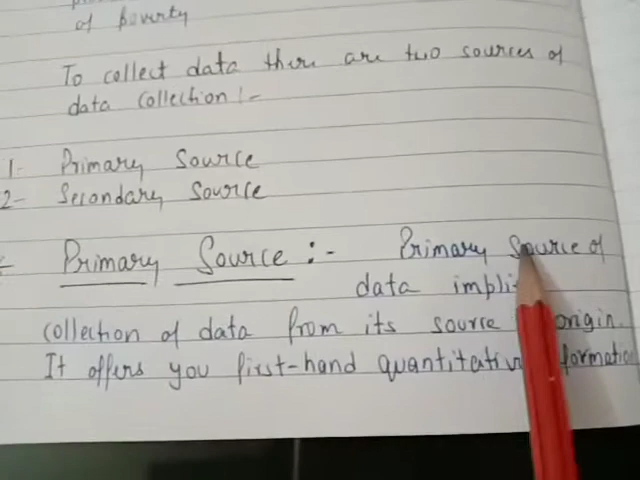 of poverty
To collect data there are two sources of
data collection :-
1- Primary Source
2- Secondary Source
Primary Source :- Primary Source of
data
collection of data from its source origin.
It offers you first-hand